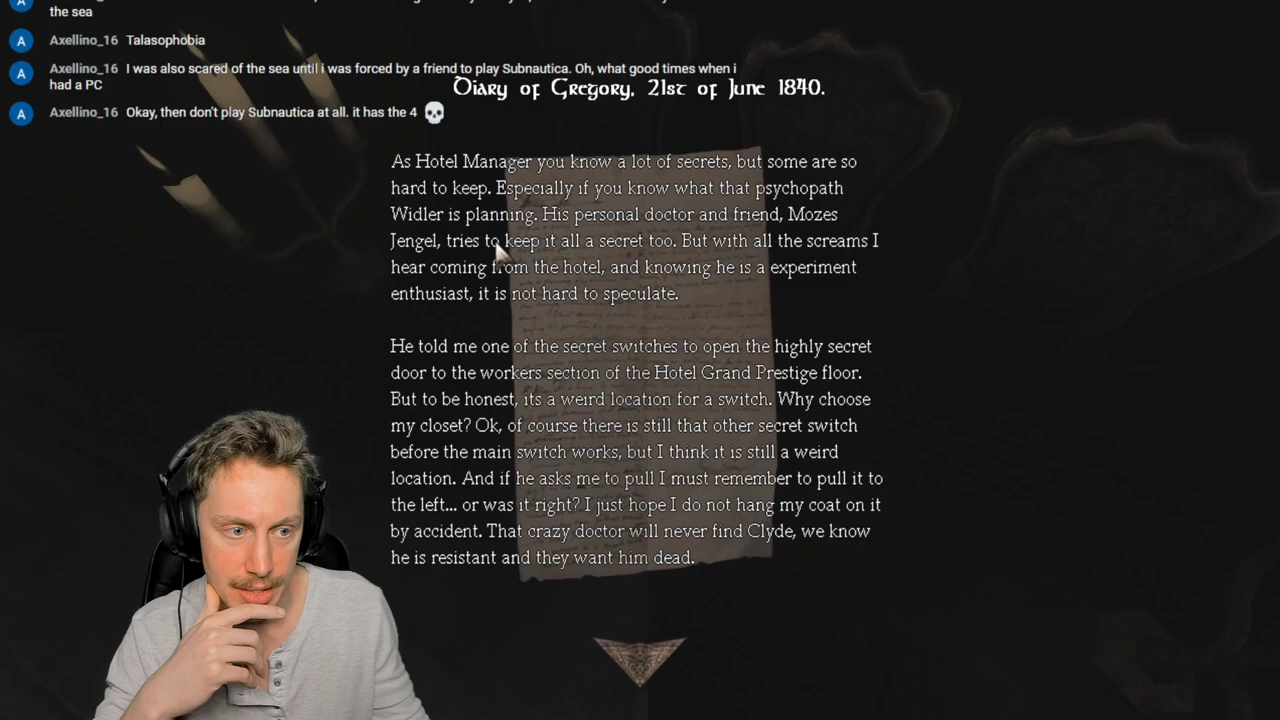 the sea
A Axellino_16 Talasophobia
A Axellino_16 I was also scared of the sea until i was forced by a friend to play Subnautica. Oh, what good times when i
had a PC
A Axellino_16 Okay, then don't play Subnautica at all. it has the 4 💀
Diary of Gregory, 21st of June 1840.
As Hotel Manager you know a lot of secrets, but some are so
hard to keep. Especially if you know what that psychopath
Widler is planning. His personal doctor and friend, Mozes
Jengel, tries to keep it all a secret too. But with all the screams I
hear coming from the hotel, and knowing he is a experiment
enthusiast, it is not hard to speculate.
He told me one of the secret switches to open the highly secret
door to the workers section of the Hotel Grand Prestige floor.
But to be honest, its a weird location for a switch. Why choose
my closet? Ok, of course there is still that other secret switch
before the main switch works, but I think it is still a weird
location. And if he asks me to pull I must remember to pull it to
the left... or was it right? I just hope I do not hang my coat on it
by accident. That crazy doctor will never find Clyde, we know
he is resistant and they want him dead.